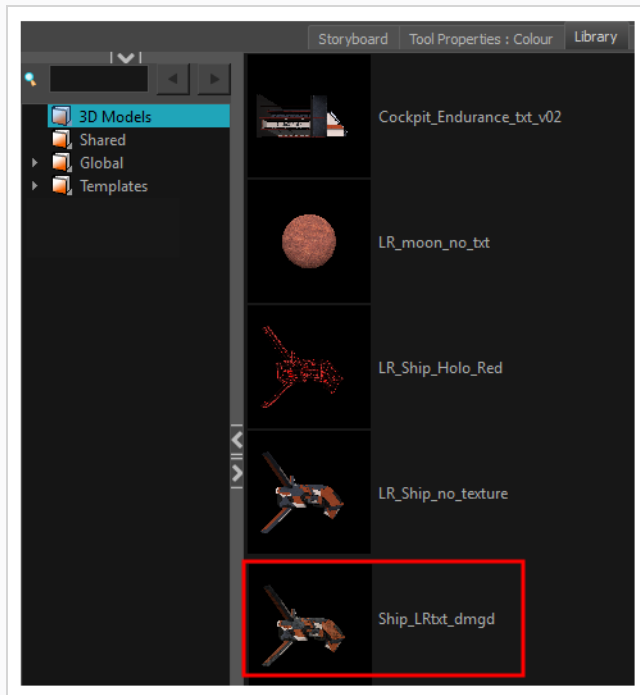 Storyboard Tool Properties : Colour Library
3D Models
Shared
Global
Templates
Cockpit_Endurance_txt_v02
LR_moon_no_txt
LR_Ship_Holo_Red
LR_Ship_no_texture
Ship_LRtxt_dmgd